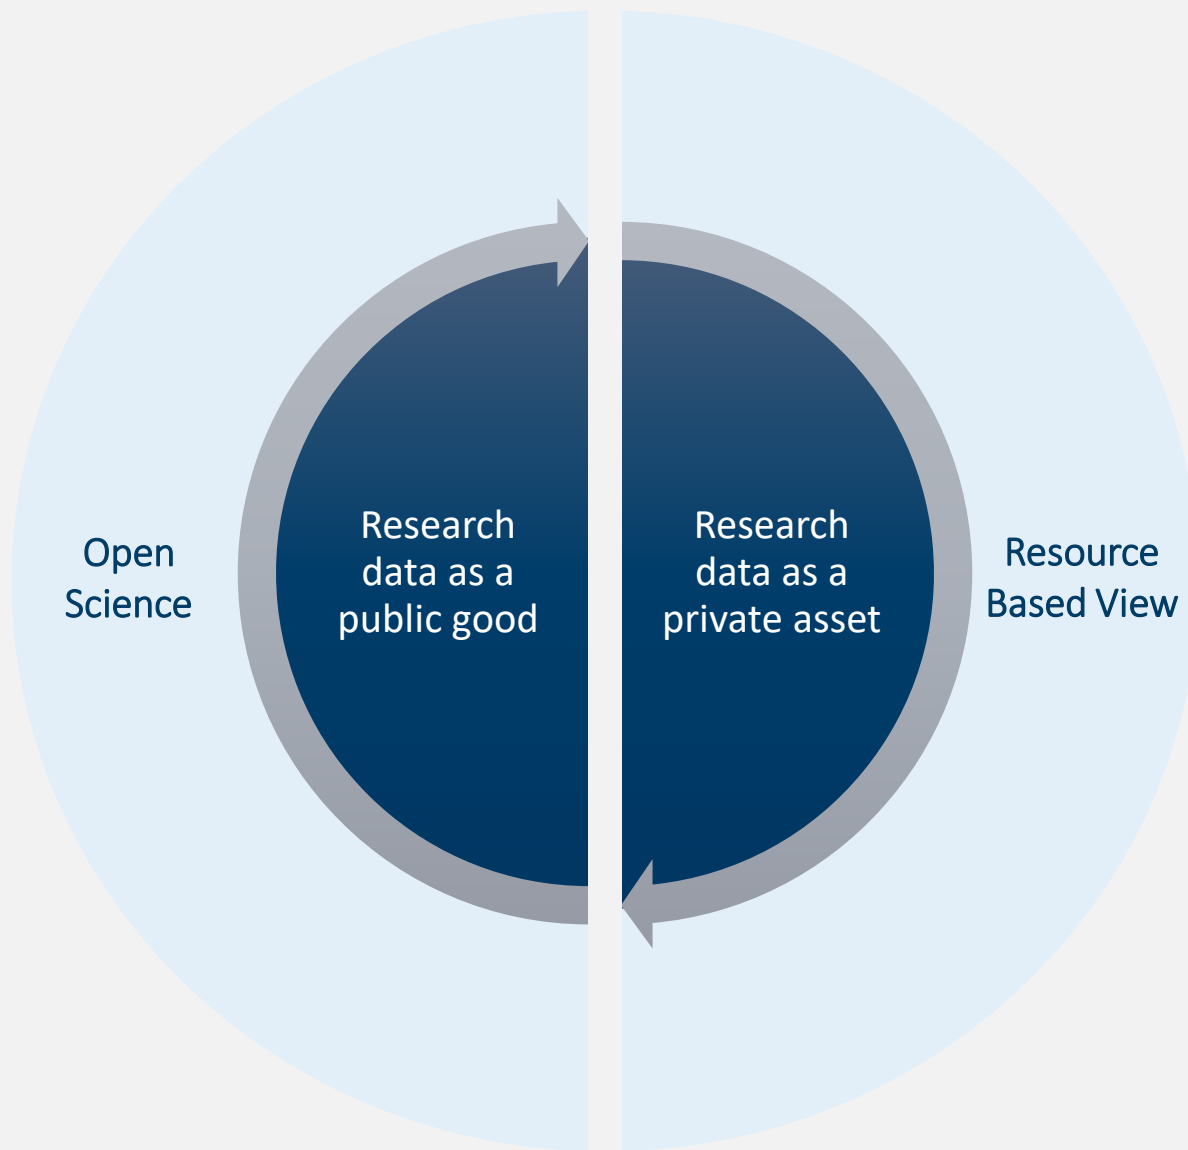 Open
Science
Research
data as a
public good
Research
data as a
private asset
Resource
Based View